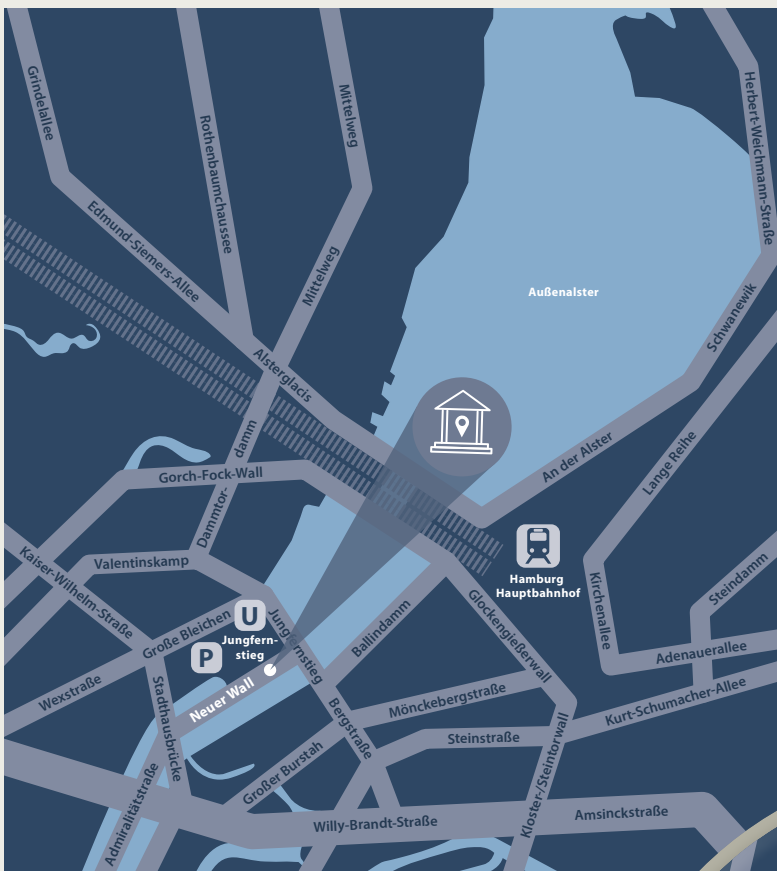 Grindelallee
Rothenbaumchaussee
Mittelweg
Herbert-Weichmann-Straße
Edmund-Siemers-Allee
Mittelweg
Außenalster
Schwanewik
Alsterglacis
An der Alster
Lange Reihe
Gorch-Fock-Wall
Dammtor-
damm
Valentinskamp
Kaiser-Wilhelm-Straße
Hamburg
Hauptbahnhof
Steindamm
Kirchenallee
Glockengießerwall
Große Bleichen
U
Jungfern-
stieg
P
Jungfernstieg
Ballindamm
Adenauerallee
Wexstraße
Neuer Wall
Stadthausbrücke
Bergstraße
Mönckebergstraße
Kurt-Schumacher-Allee
Steinstraße
Großer Burstah
Kloster-/Steintorwall
Admiralitätstraße
Willy-Brandt-Straße
Amsinckstraße